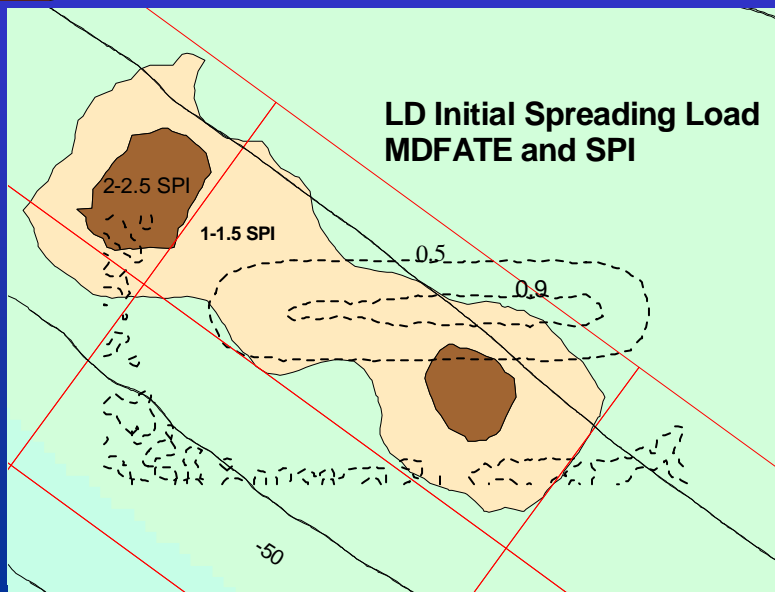 LD Initial Spreading Load
MDFATE and SPI
2-2.5 SPI
1-1.5 SPI
0.5
0.9
-50